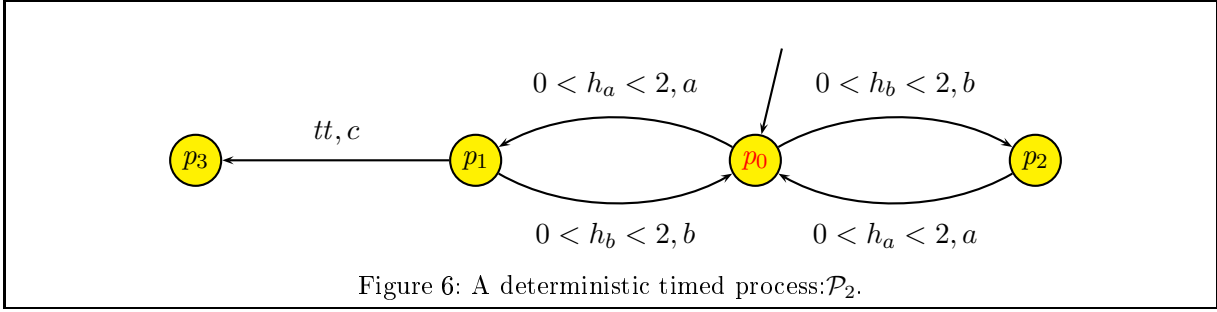 0 < h_a < 2, a
0 < h_b < 2, b
tt, c
p_3
p_1
p_0
p_2
0 < h_b < 2, b
0 < h_a < 2, a
Figure 6: A deterministic timed process:𝒫_2.